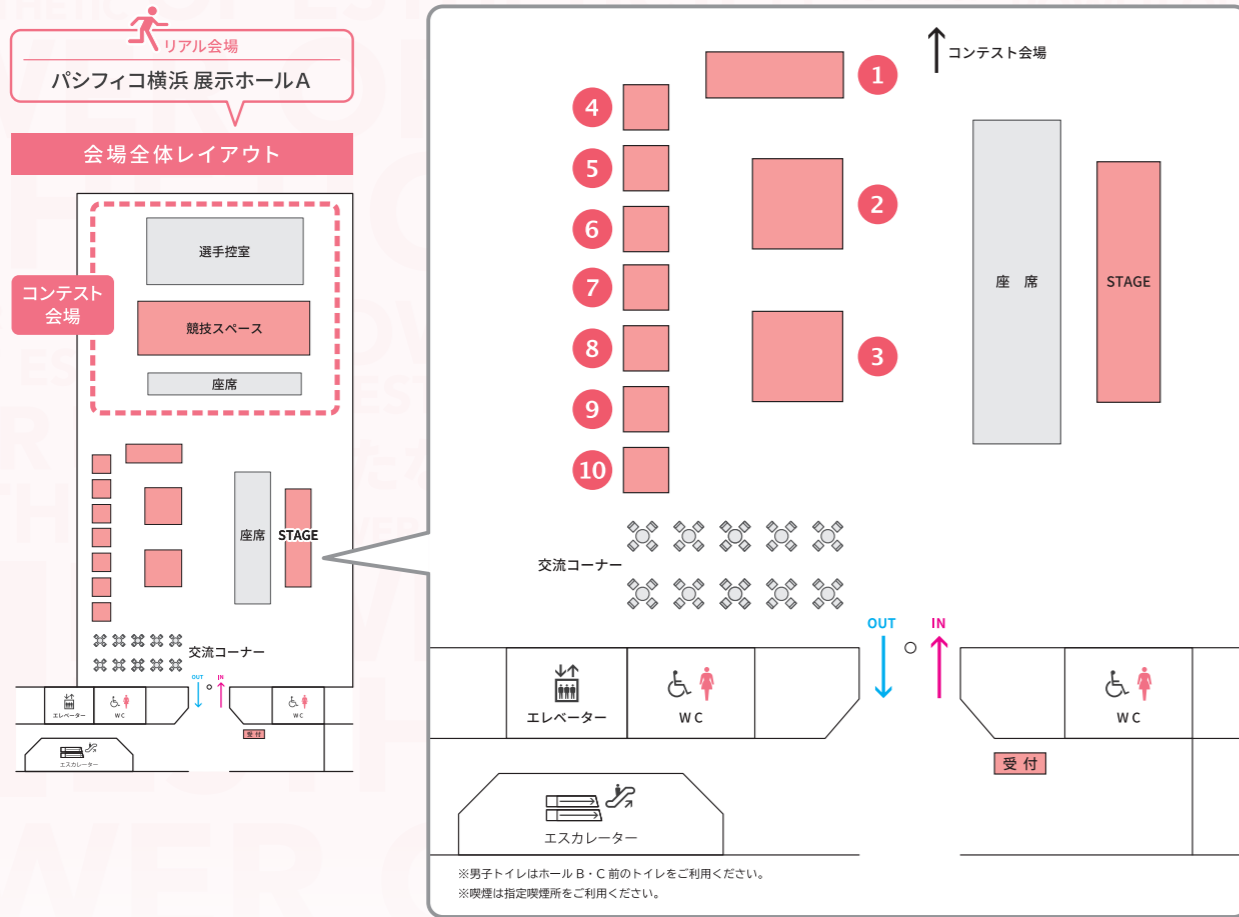 リアル会場
パシフィコ横浜 展示ホールA
会場全体レイアウト
コンテスト
会場
選手控室
競技スペース
座席
座席
STAGE
交流コーナー
OUT
IN
エレベーター
WC
WC
受付
エスカレーター
コンテスト会場
1
2
3
4
5
6
7
8
9
10
座 席
STAGE
交流コーナー
OUT
IN
エレベーター
WC
WC
受 付
エスカレーター
※男子トイレはホール B・C 前のトイレをご利用ください。
※喫煙は指定喫煙所をご利用ください。